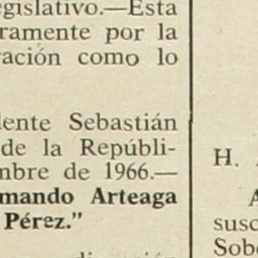 egislativo.—Esta
ramente por la
ación como lo
dente Sebastián
de la Repúbli-
mbre de 1966.—
mando Arteaga
Pérez."
H.
A
susc
Sobe